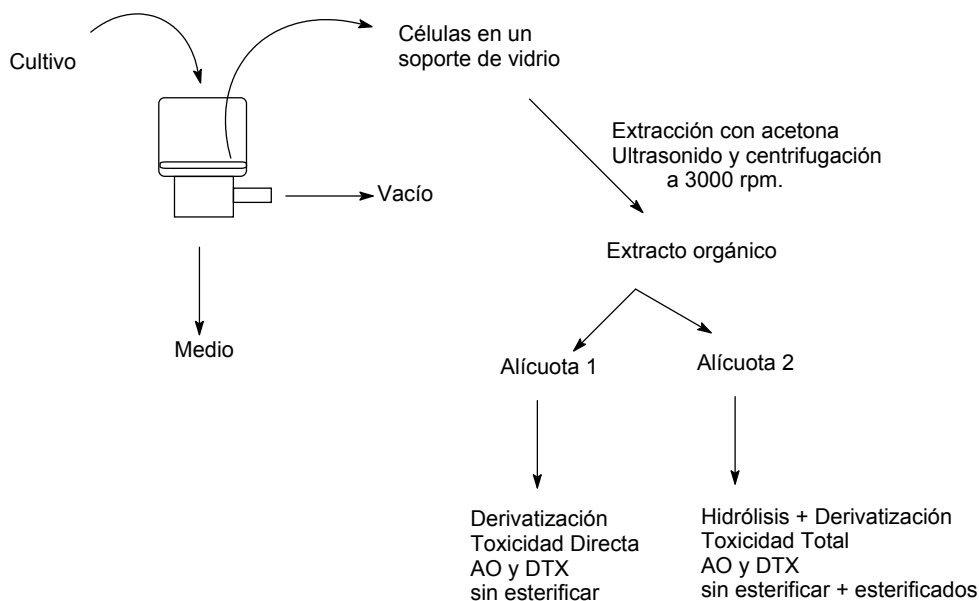 Cultivo
Células en un
soporte de vidrio
Extracción con acetona
Ultrasonido y centrifugación
a 3000 rpm.
Vacío
Extracto orgánico
Medio
Alícuota 1
Alícuota 2
Derivatización
Toxicidad Directa
AO y DTX
sin esterificar
Hidrólisis + Derivatización
Toxicidad Total
AO y DTX
sin esterificar + esterificados